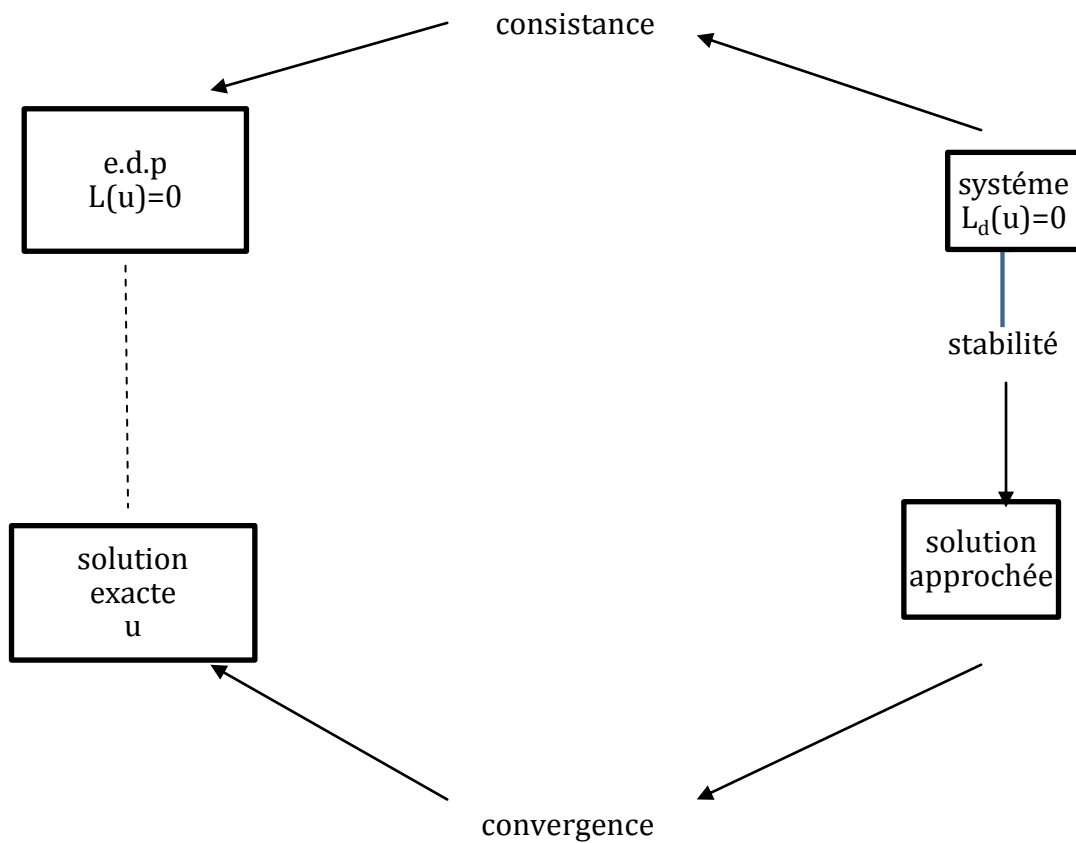 consistance
e.d.p
L(u)=0
systéme
L_d(u)=0
stabilité
solution
approchée
solution
exacte
u
convergence